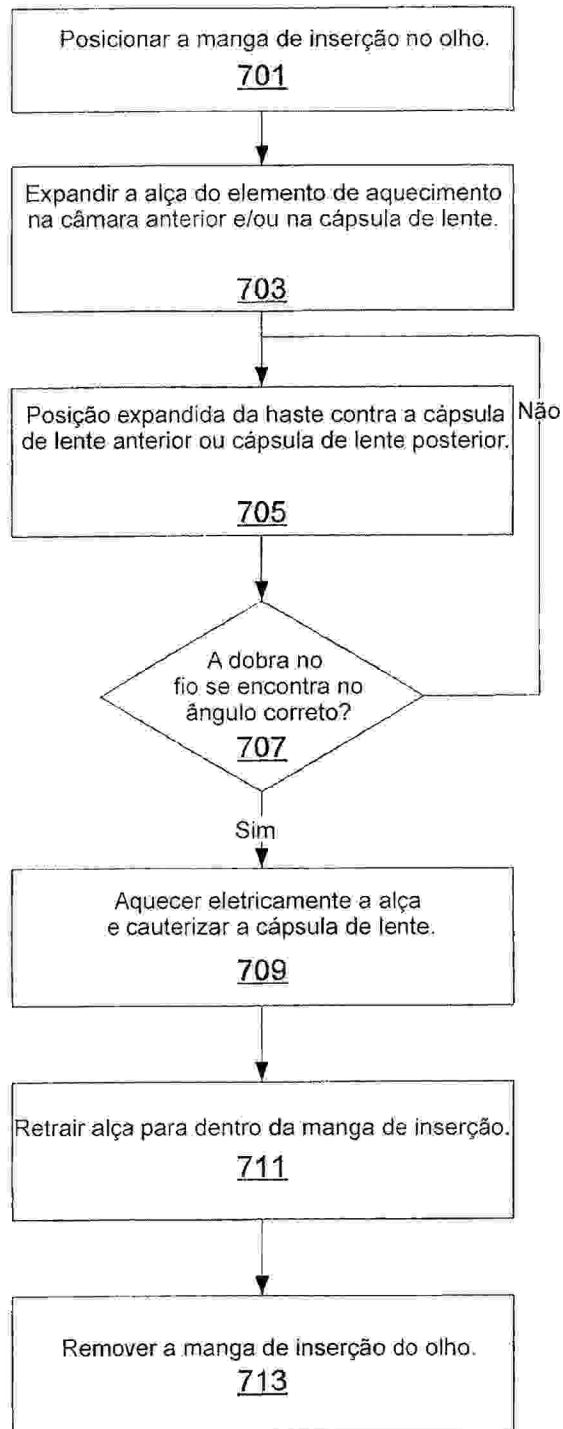 Posicionar a manga de inserção no olho.
701
Expandir a alça do elemento de aquecimento
na câmara anterior e/ou na cápsula de lente.
703
Posição expandida da haste contra a cápsula
de lente anterior ou cápsula de lente posterior.
705
Não
A dobra no
fio se encontra no
ângulo correto?
707
Sim
Aquecer eletricamente a alça
e cauterizar a cápsula de lente.
709
Retrair alça para dentro da manga de inserção.
711
Remover a manga de inserção do olho.
713